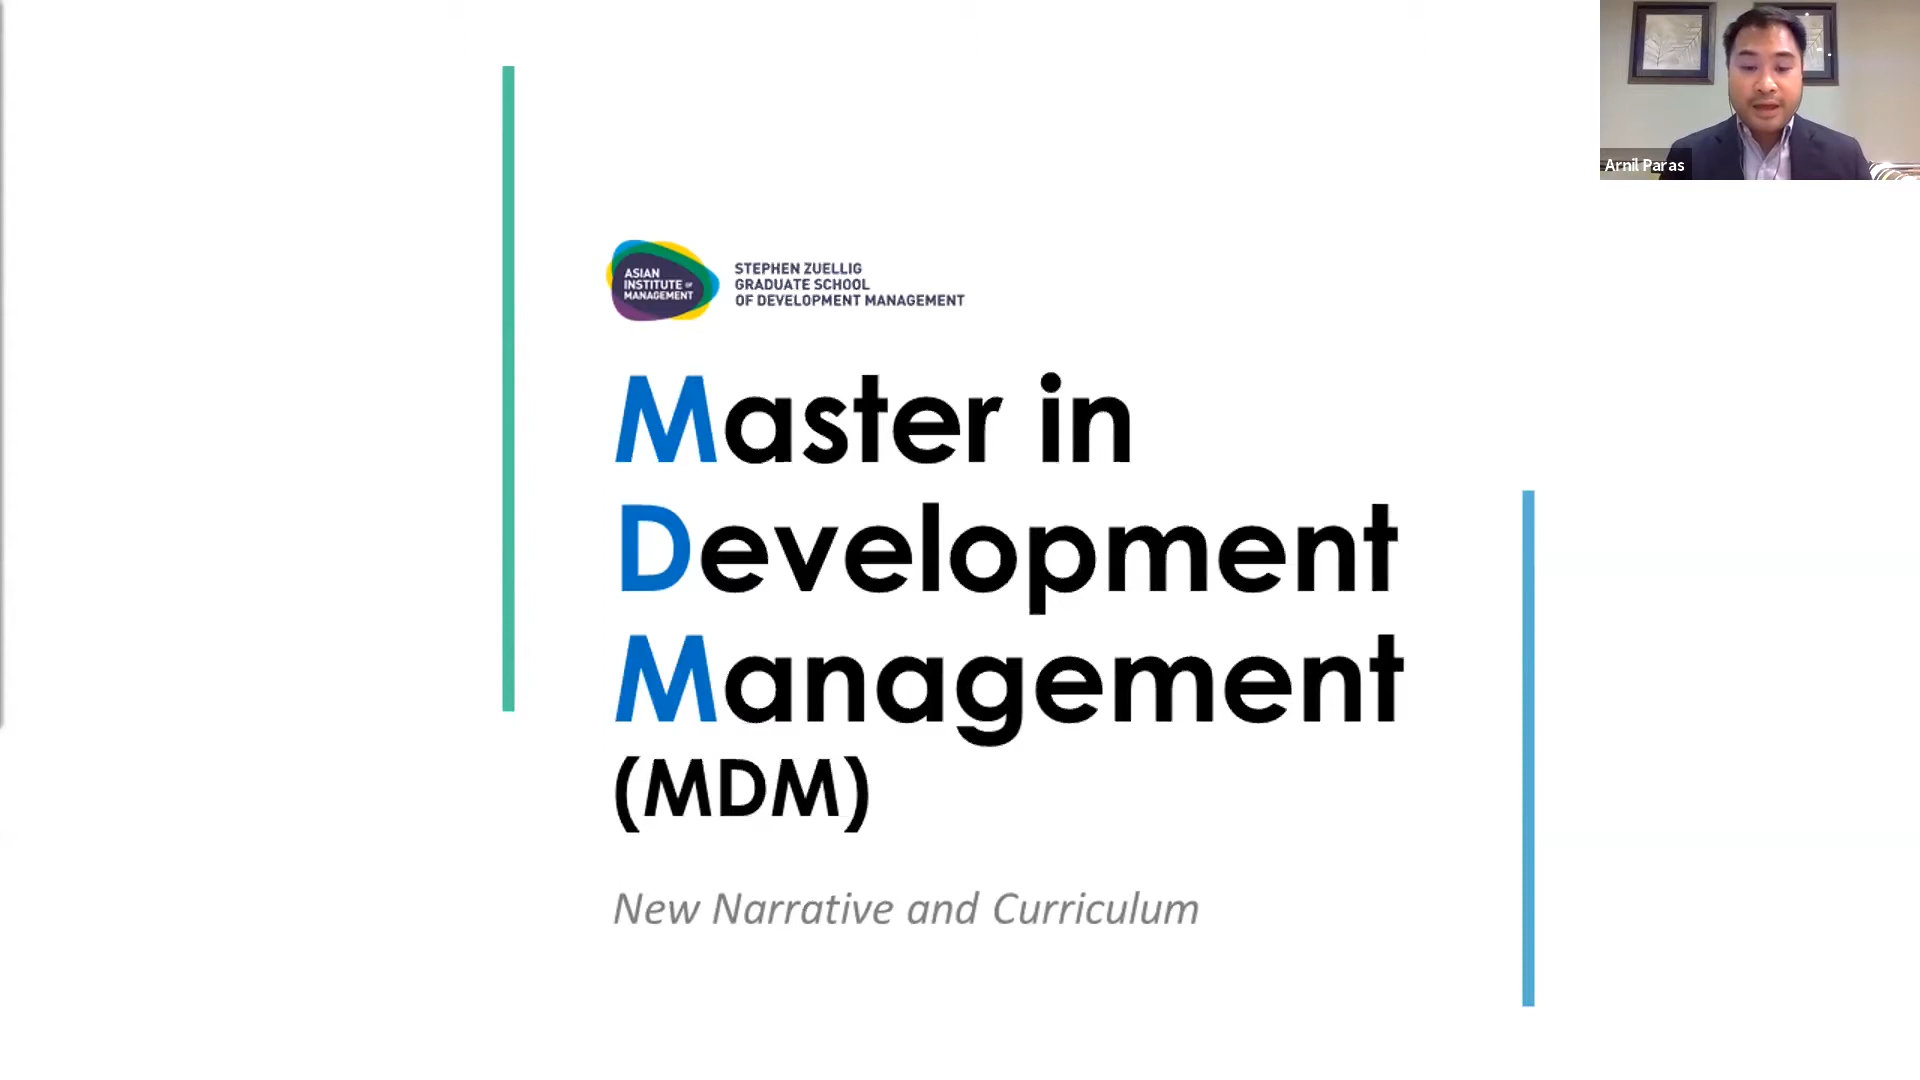 Arnil Paras
ASIAN
INSTITUTE OF
MANAGEMENT
STEPHEN ZUELLIG
GRADUATE SCHOOL
OF DEVELOPMENT MANAGEMENT
Master in
Development
Management
(MDM)
New Narrative and Curriculum